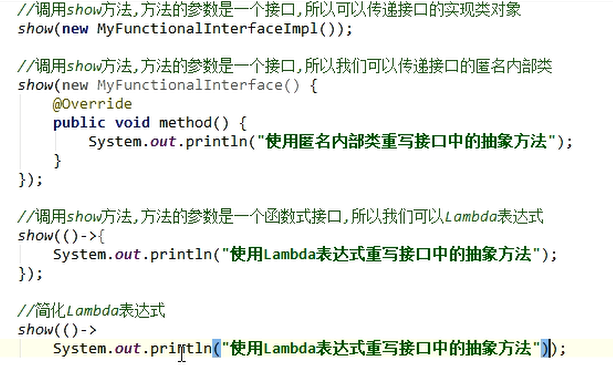 //调用show方法,方法的参数是一个接口,所以可以传递接口的实现类对象
show(new MyFunctionalInterfaceImpl());
//调用show方法,方法的参数是一个接口,所以我们可以传递接口的匿名内部类
show(new MyFunctionalInterface() {
@Override
public void method() {
System.out.println("使用匿名内部类重写接口中的抽象方法");
}
});
//调用show方法,方法的参数是一个函数式接口,所以我们可以Lambda表达式
show(()->{
System.out.println("使用Lambda表达式重写接口中的抽象方法");
});
//简化Lambda表达式
show(()->
System.out.println("使用Lambda表达式重写接口中的抽象方法"));